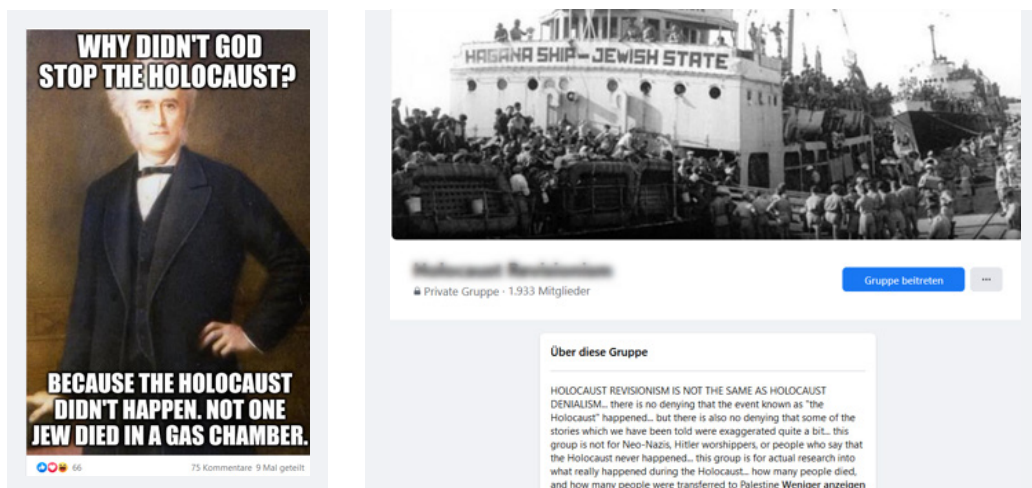 WHY DIDN'T GOD
STOP THE HOLOCAUST?
BECAUSE THE HOLOCAUST
DIDN'T HAPPEN. NOT ONE
JEW DIED IN A GAS CHAMBER.
66
75 Kommentare 9 Mal geteilt
HAGANA SHIP–JEWISH STATE
Private Gruppe · 1.933 Mitglieder
Gruppe beitreten
Über diese Gruppe
HOLOCAUST REVISIONISM IS NOT THE SAME AS HOLOCAUST
DENIALISM... there is no denying that the event known as "the
Holocaust" happened... but there is also no denying that some of the
stories which we have been told were exaggerated quite a bit... this
group is not for Neo-Nazis, Hitler worshippers, or people who say that
the Holocaust never happened... this group is for actual research into
what really happened during the Holocaust... how many people died,
and how many people were transferred to Palestine Weniger anzeigen